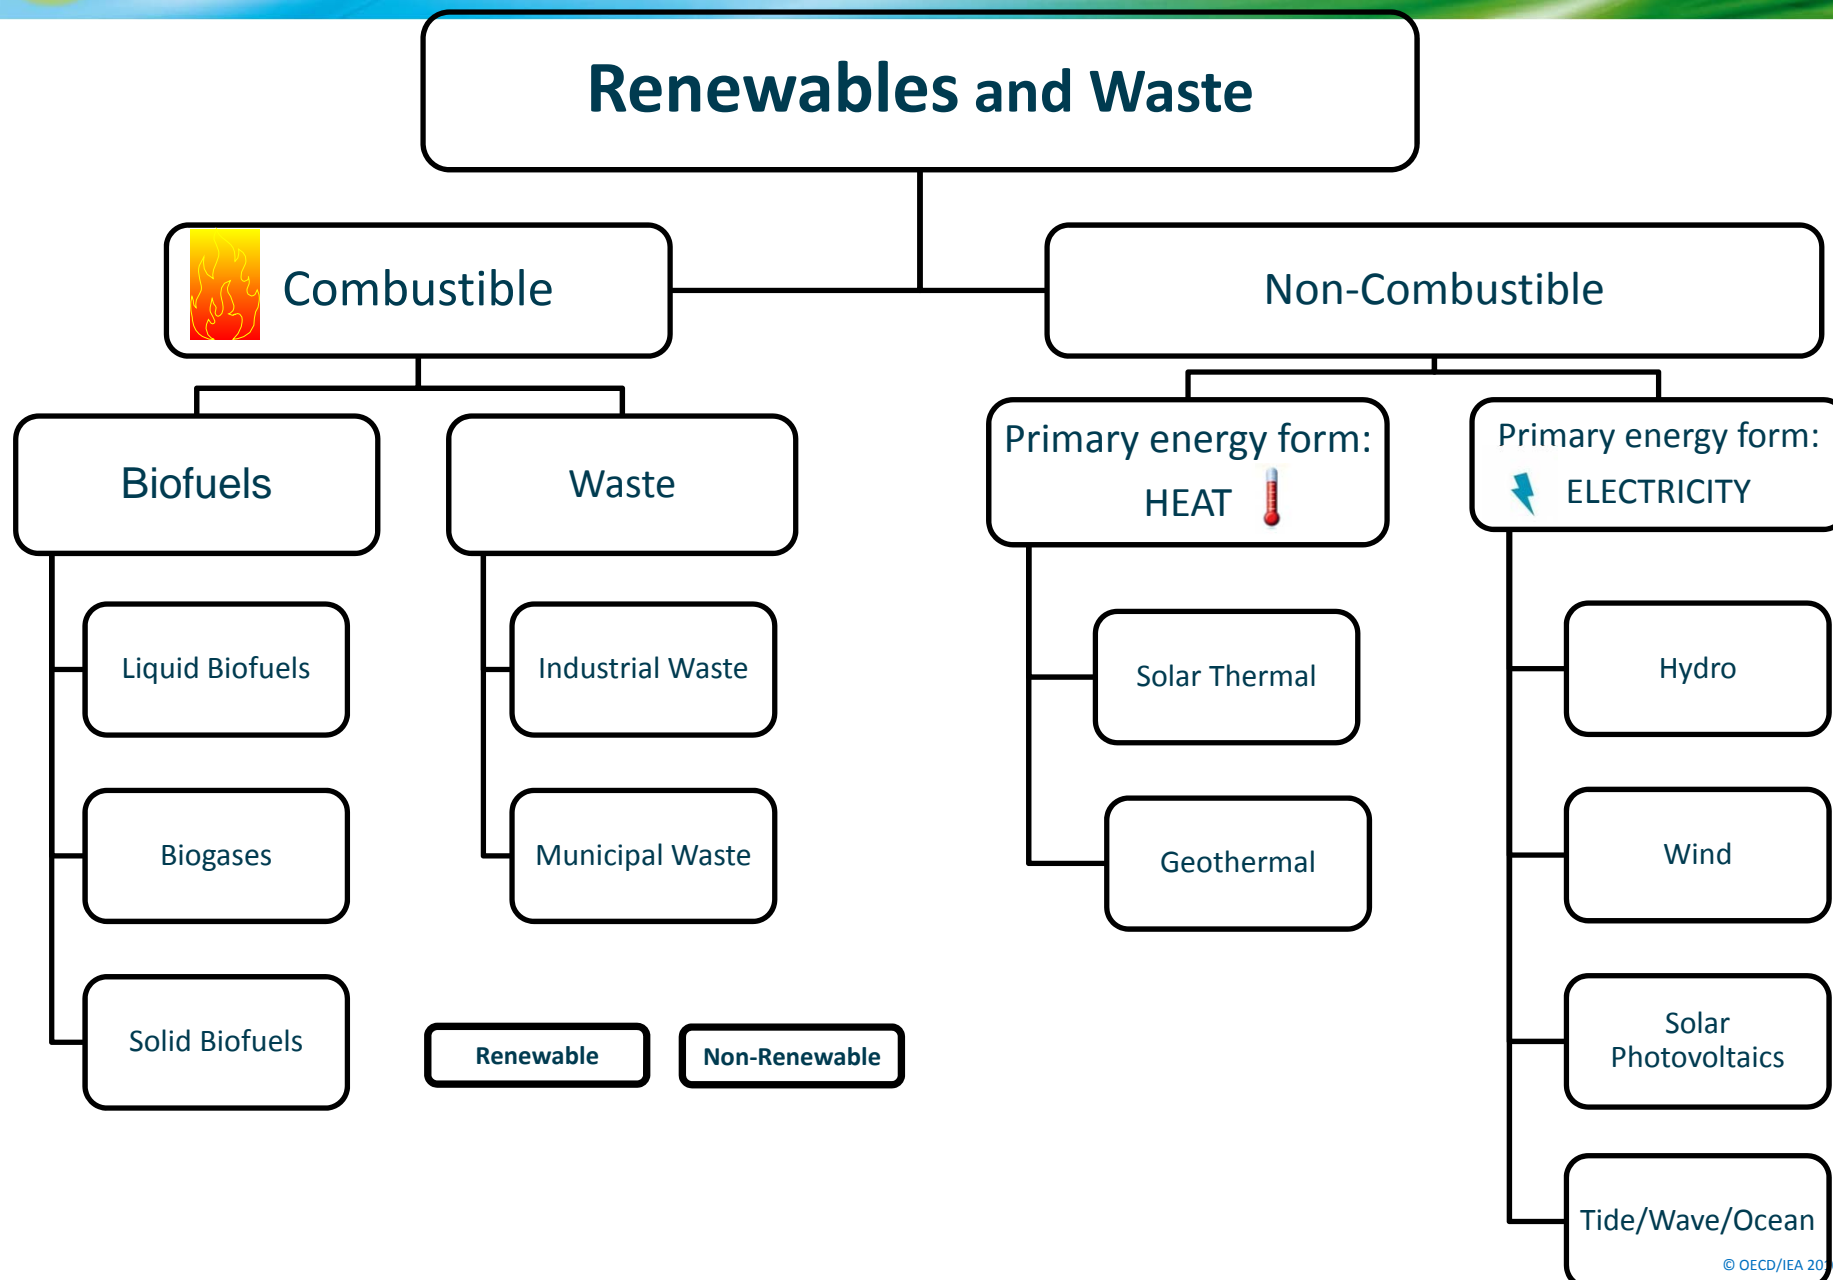 Renewables and Waste
Combustible
Non-Combustible
Biofuels
Waste
Primary energy form:
HEAT
Primary energy form:
ELECTRICITY
Liquid Biofuels
Industrial Waste
Solar Thermal
Hydro
Biogases
Municipal Waste
Geothermal
Wind
Solid Biofuels
Renewable
Non-Renewable
Solar
Photovoltaics
Tide/Wave/Ocean
© OECD/IEA